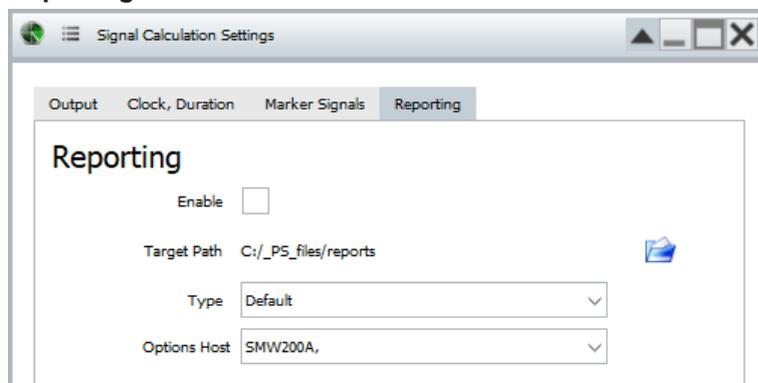 Signal Calculation Settings
Output Clock, Duration Marker Signals Reporting
Reporting
Enable
Target Path C:/_PS_files/reports
Type Default
Options Host SMW200A,